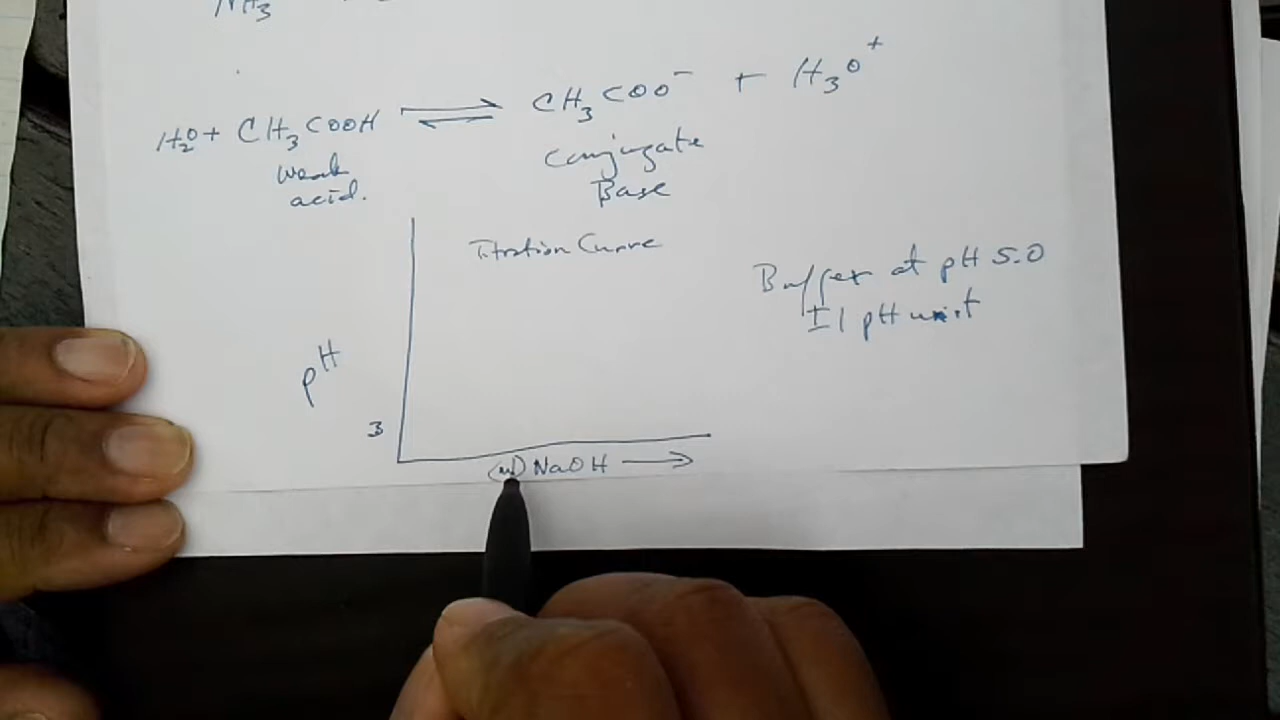 NH3
H2O + CH3COOH ⇌ CH3COO⁻ + H3O⁺
weak
acid.
Conjugate
Base
Titration Curve
Buffer at pH 5.0
±1 pH unit
pH
3
(ml) NaOH →